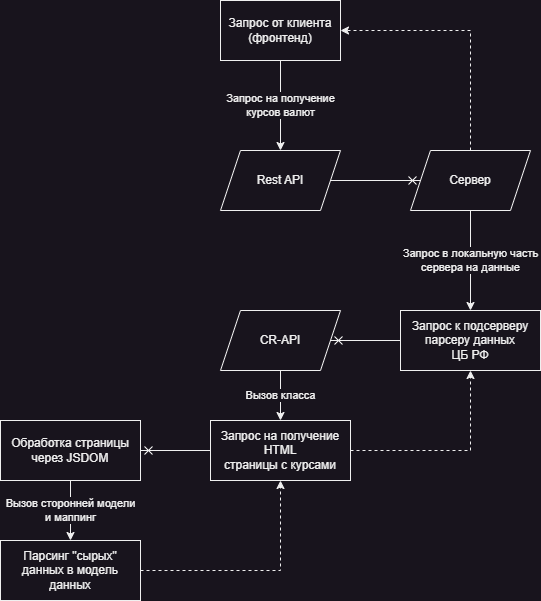 Запрос от клиента
(фронтенд)
Запрос на получение
курсов валют
Rest API
Сервер
Запрос в локальную часть
сервера на данные
CR-API
Запрос к подсерверу
парсеру данных
ЦБ РФ
Вызов класса
Обработка страницы
через JSDOM
Запрос на получение
HTML
страницы с курсами
Вызов сторонней модели
и маппинг
Парсинг "сырых"
данных в модель
данных